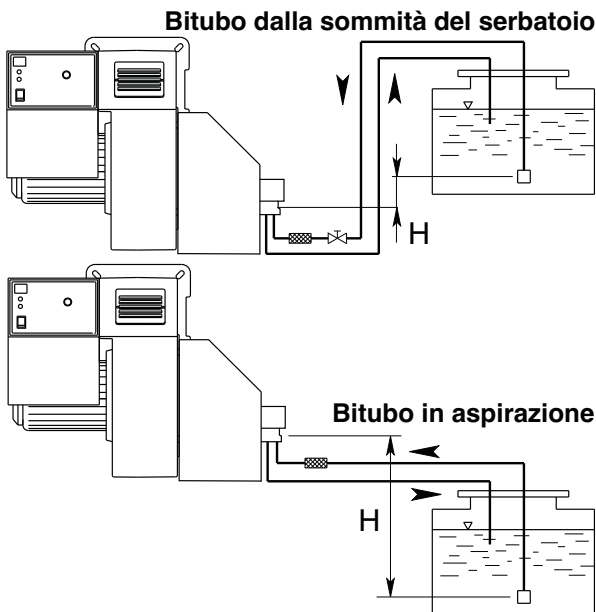 Bitubo dalla sommità del serbatoio
H
Bitubo in aspirazione
H